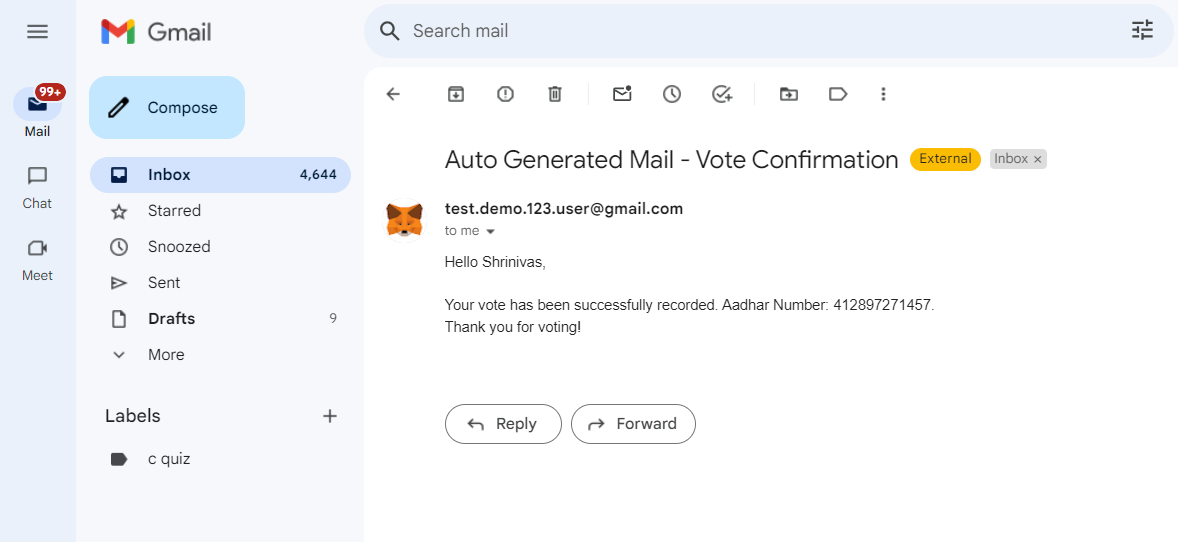 Gmail
Search mail
99+
Mail
Chat
Meet
Compose
Inbox 4,644
Starred
Snoozed
Sent
Drafts 9
More
Labels
c quiz
Auto Generated Mail - Vote Confirmation External Inbox ×
test.demo.123.user@gmail.com
to me
Hello Shrinivas,
Your vote has been successfully recorded. Aadhar Number: 412897271457.
Thank you for voting!
Reply Forward